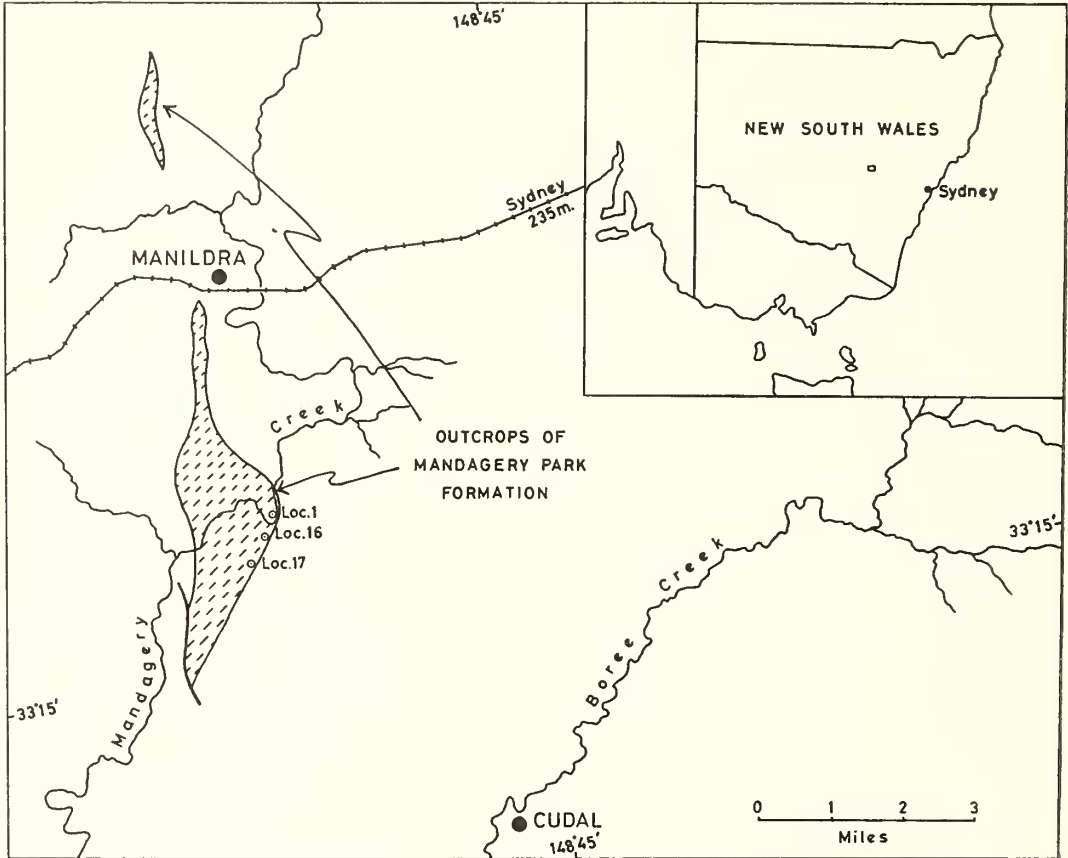 148°45'
NEW SOUTH WALES
Sydney
Sydney
235m.
MANILDRA
Creek
OUTCROPS OF
MANDAGERY PARK
FORMATION
Loc.1
Loc.16
Loc.17
33°15'
Creek
Boree
Mandagery
33°15'
0 1 2 3
Miles
CUDAL
148°45'